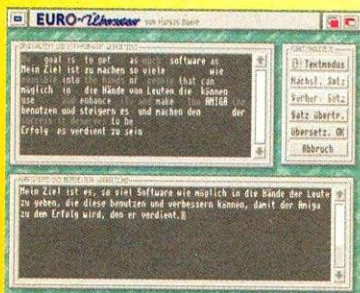 EURO-Übersetzer von Markus Bader
My goal is to get as much software as
Mein Ziel ist zu machen so viele wie
possible into the hands of people that can
möglich in die Hände von Leuten die können
use and enhance it and make the AMIGA the
benutzen und steigern es und machen den der
success it deserves to be
Erfolg es verdient zu sein
FUNKTIONSLEISTE
Textmodus
Nächst. Satz
Vorher. Satz
Satz übertr.
Übersetz. OK
Abbruch
Mein Ziel ist es, so viel Software wie möglich in die Hände der Leute
zu geben, die diese benutzen und verbessern können, damit der Amiga
zu dem Erfolg wird, den er verdient.